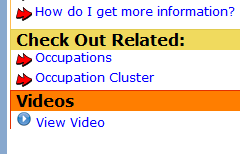 How do I get more information?
Check Out Related:
Occupations
Occupation Cluster
Videos
View Video